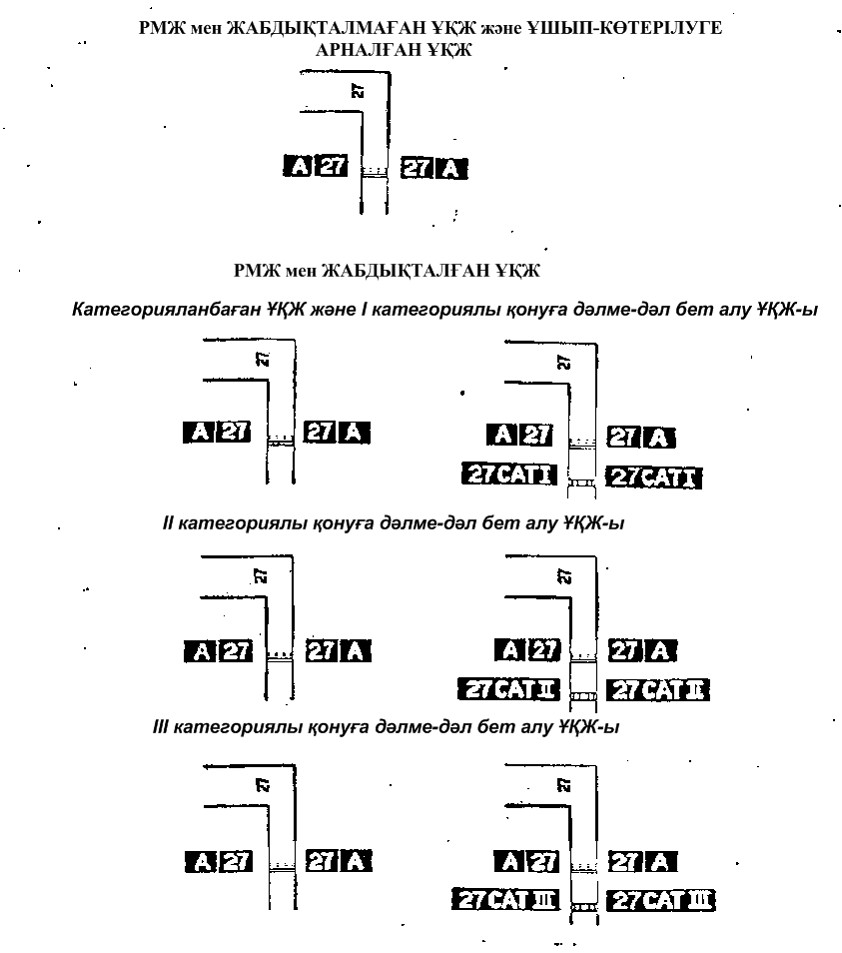 РМЖ мен ЖАБДЫҚТАЛМАҒАН ҰҚЖ және ҰШЫП-КӨТЕРІЛУГЕ
АРНАЛҒАН ҰҚЖ
27
A 27 27 A
РМЖ мен ЖАБДЫҚТАЛҒАН ҰҚЖ
Категорияланбаған ҰҚЖ және I категориялы қонуға дәлме-дәл бет алу ҰҚЖ-ы
27 27
A 27 27 A A 27 27 A
27CAT I 27CAT I
II категориялы қонуға дәлме-дәл бет алу ҰҚЖ-ы
27 27
A 27 27 A A 27 27 A
27CAT II 27CAT II
III категориялы қонуға дәлме-дәл бет алу ҰҚЖ-ы
27 27
A 27 27 A A 27 27 A
27CAT III 27CAT III